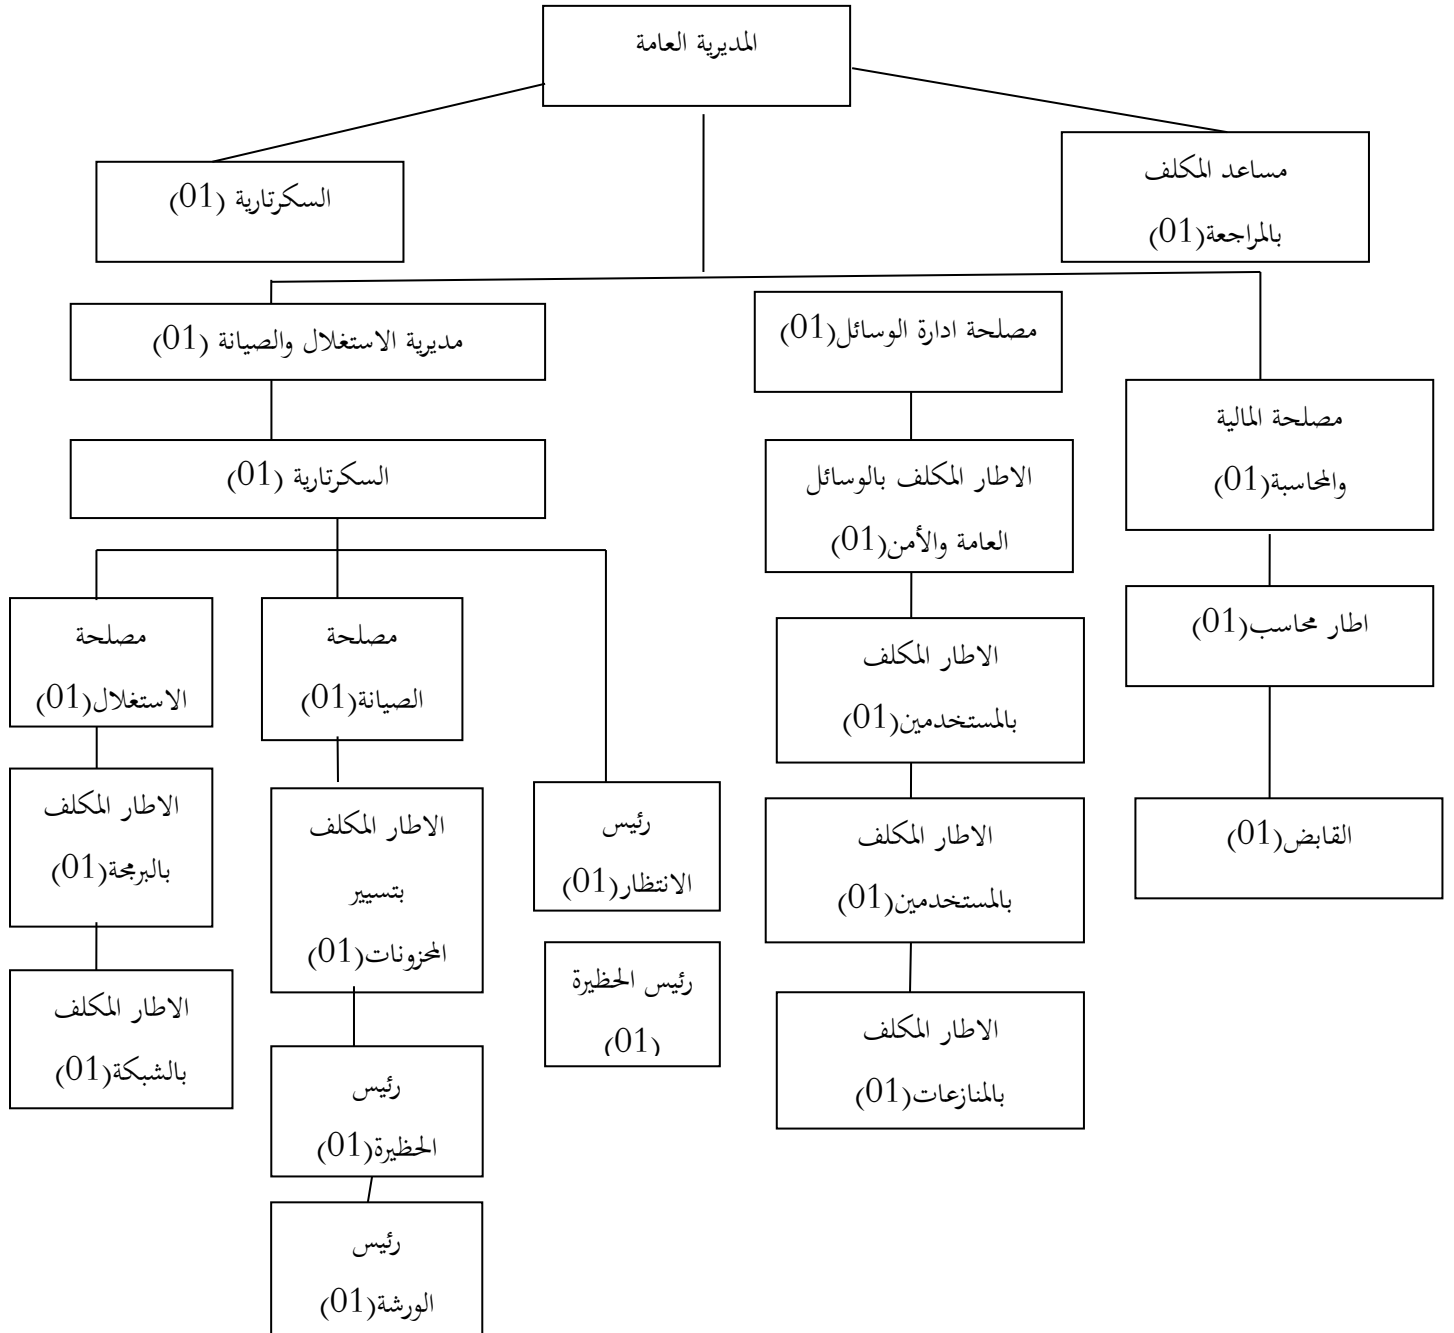 المديرية العامة
مساعد المكلف
بالمراجعة(01)
السكرتارية (01)
مصلحة ادارة الوسائل(01)
مديرية الاستغلال والصيانة (01)
مصلحة المالية
والمحاسبة(01)
الاطار المكلف بالوسائل
العامة والأمن(01)
السكرتارية (01)
اطار محاسب(01)
الاطار المكلف
بالمستخدمين(01)
مصلحة
الصيانة(01)
مصلحة
الاستغلال(01)
القابض(01)
الاطار المكلف
بالمستخدمين(01)
رئيس
الانتظار(01)
الاطار المكلف
بتسيير
المخزونات(01)
الاطار المكلف
بالبرمجة(01)
الاطار المكلف
بالمنازعات(01)
رئيس الحظيرة
(01)
الاطار المكلف
بالشبكة(01)
رئيس
الحظيرة(01)
رئيس
الورشة(01)